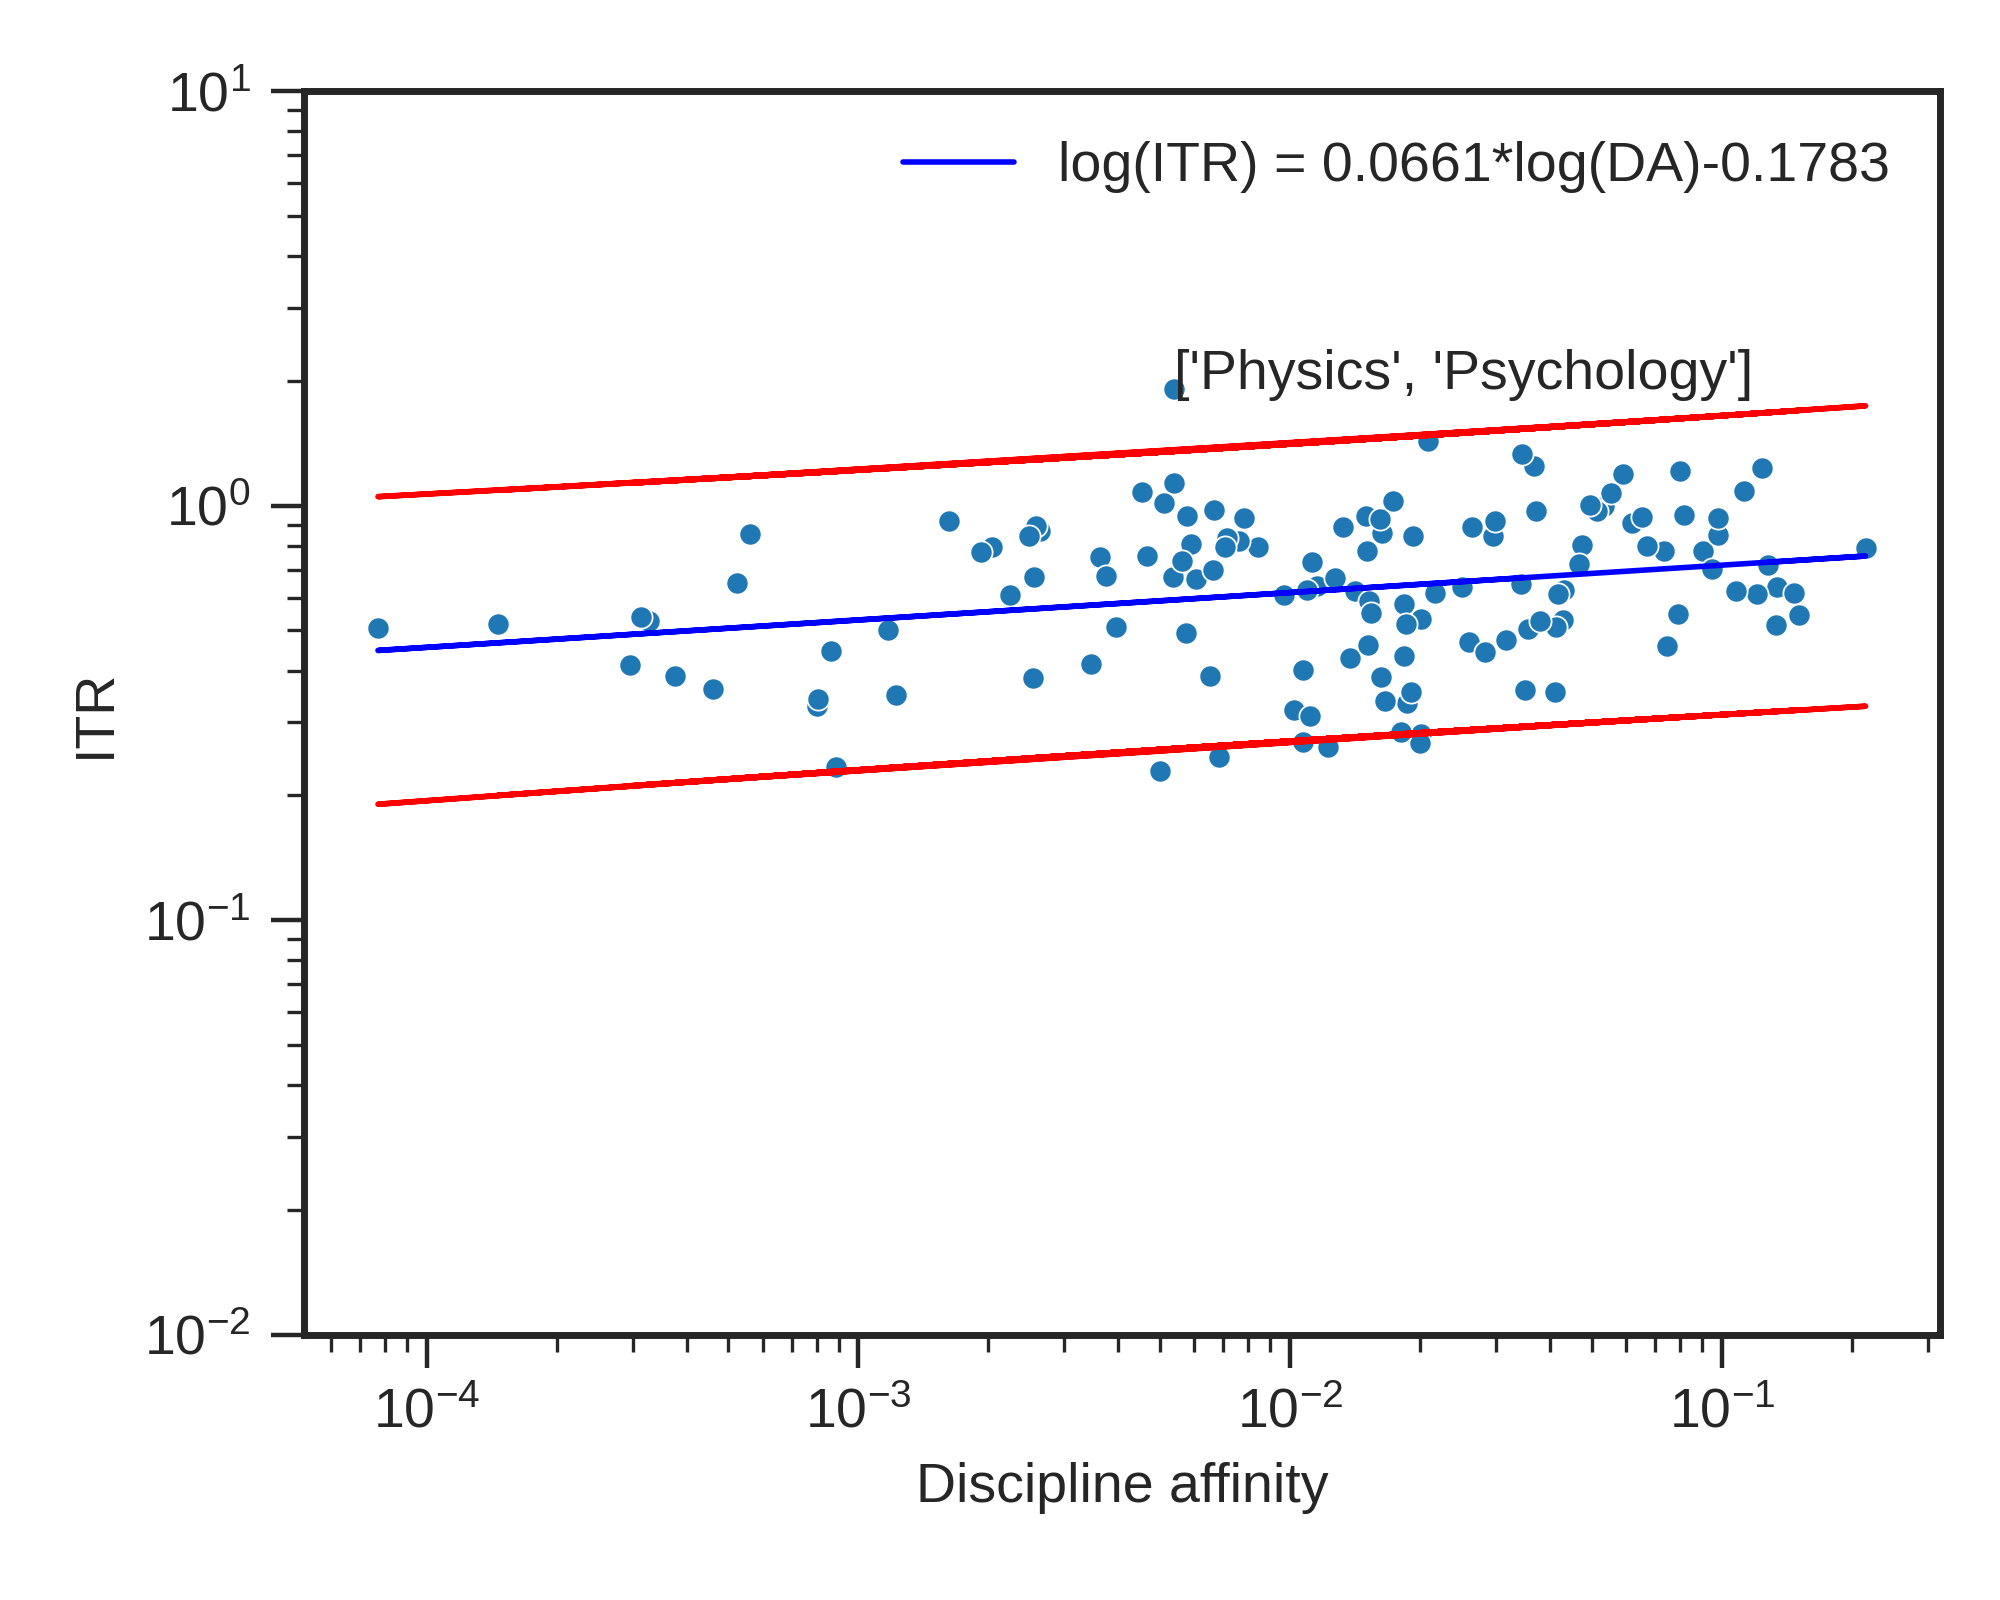 10¹
log(ITR) = 0.0661*log(DA)-0.1783
['Physics', 'Psychology']
10⁰
ITR
10⁻¹
10⁻²
10⁻⁴ 10⁻³ 10⁻² 10⁻¹
Discipline affinity